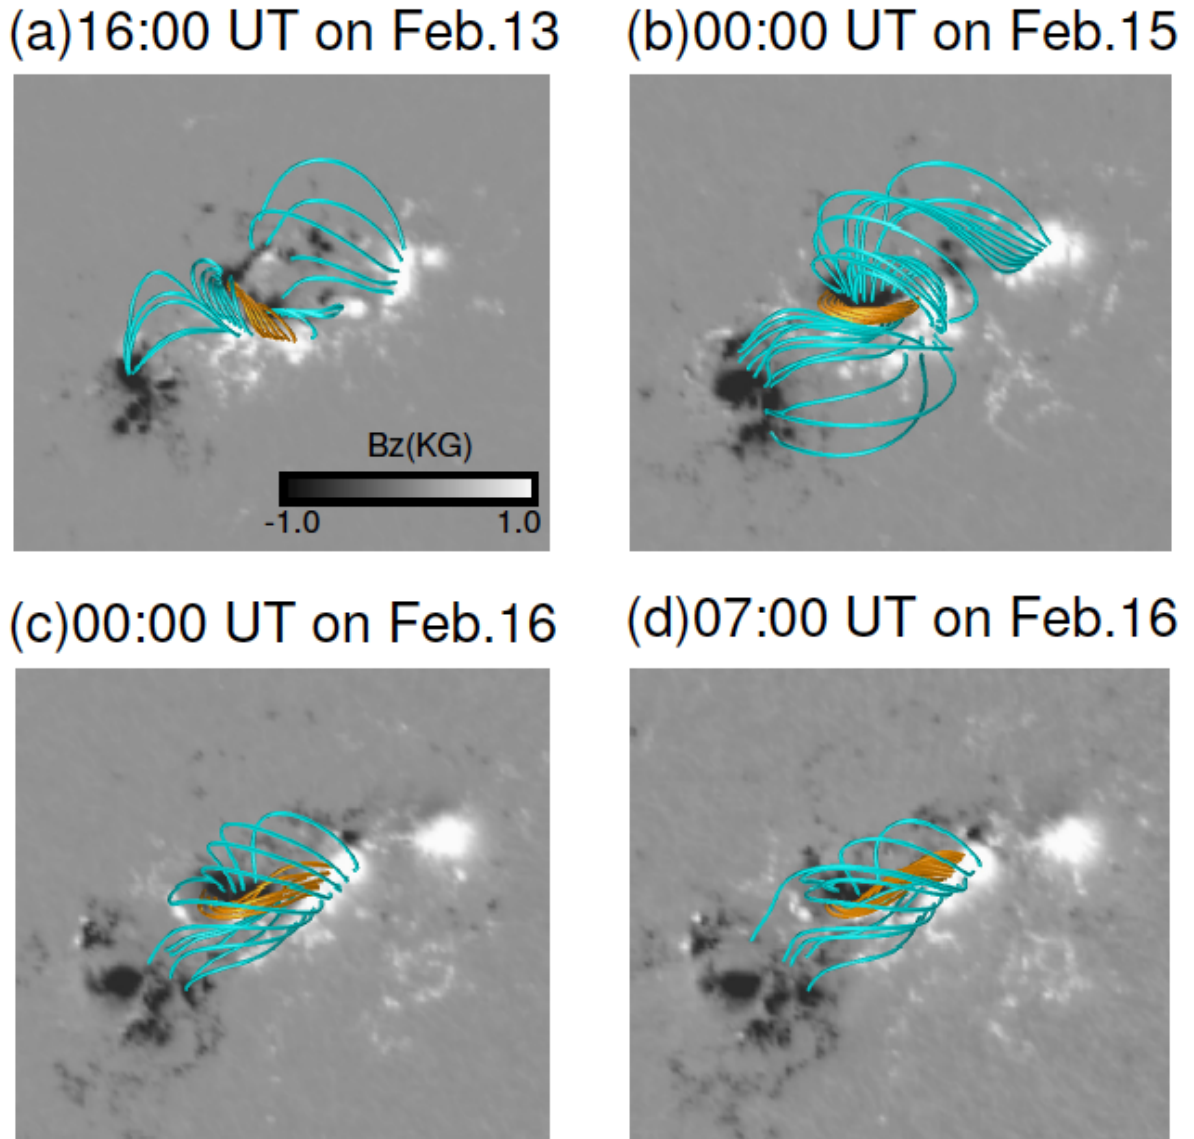 (a)16:00 UT on Feb.13
(b)00:00 UT on Feb.15
Bz(KG)
-1.0 1.0
(c)00:00 UT on Feb.16
(d)07:00 UT on Feb.16